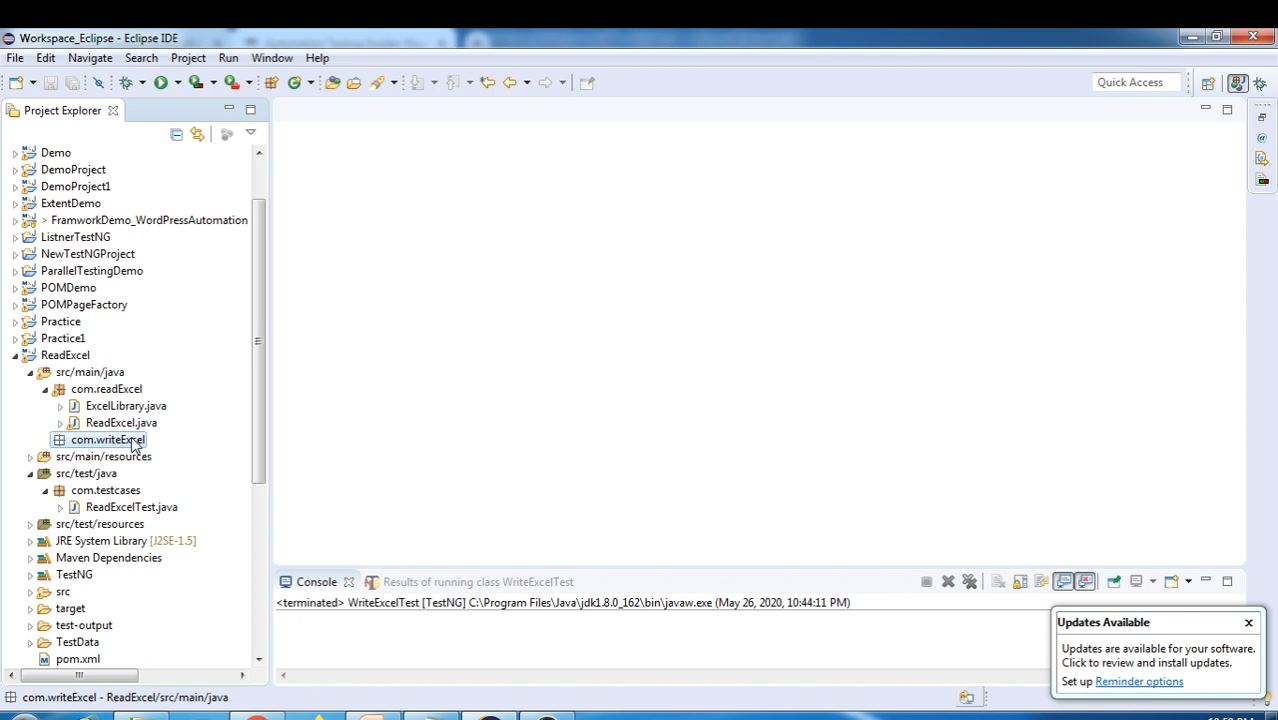 Workspace_Eclipse - Eclipse IDE
File Edit Navigate Search Project Run Window Help
Quick Access
Project Explorer
Demo
DemoProject
DemoProject1
ExtentDemo
> FramworkDemo_WordPressAutomation
ListnerTestNG
NewTestNGProject
ParallelTestingDemo
POMDemo
POMPageFactory
Practice
Practice1
ReadExcel
src/main/java
com.readExcel
ExcelLibrary.java
ReadExcel.java
com.writeExcel
src/main/resources
src/test/java
com.testcases
ReadExcelTest.java
src/test/resources
JRE System Library [J2SE-1.5]
Maven Dependencies
TestNG
src
target
test-output
TestData
pom.xml
Console Results of running class WriteExcelTest
<terminated> WriteExcelTest [TestNG] C:\Program Files\Java\jdk1.8.0_162\bin\javaw.exe (May 26, 2020, 10:44:11 PM)
Updates Available
Updates are available for your software.
Click to review and install updates.
Set up Reminder options
com.writeExcel - ReadExcel/src/main/java